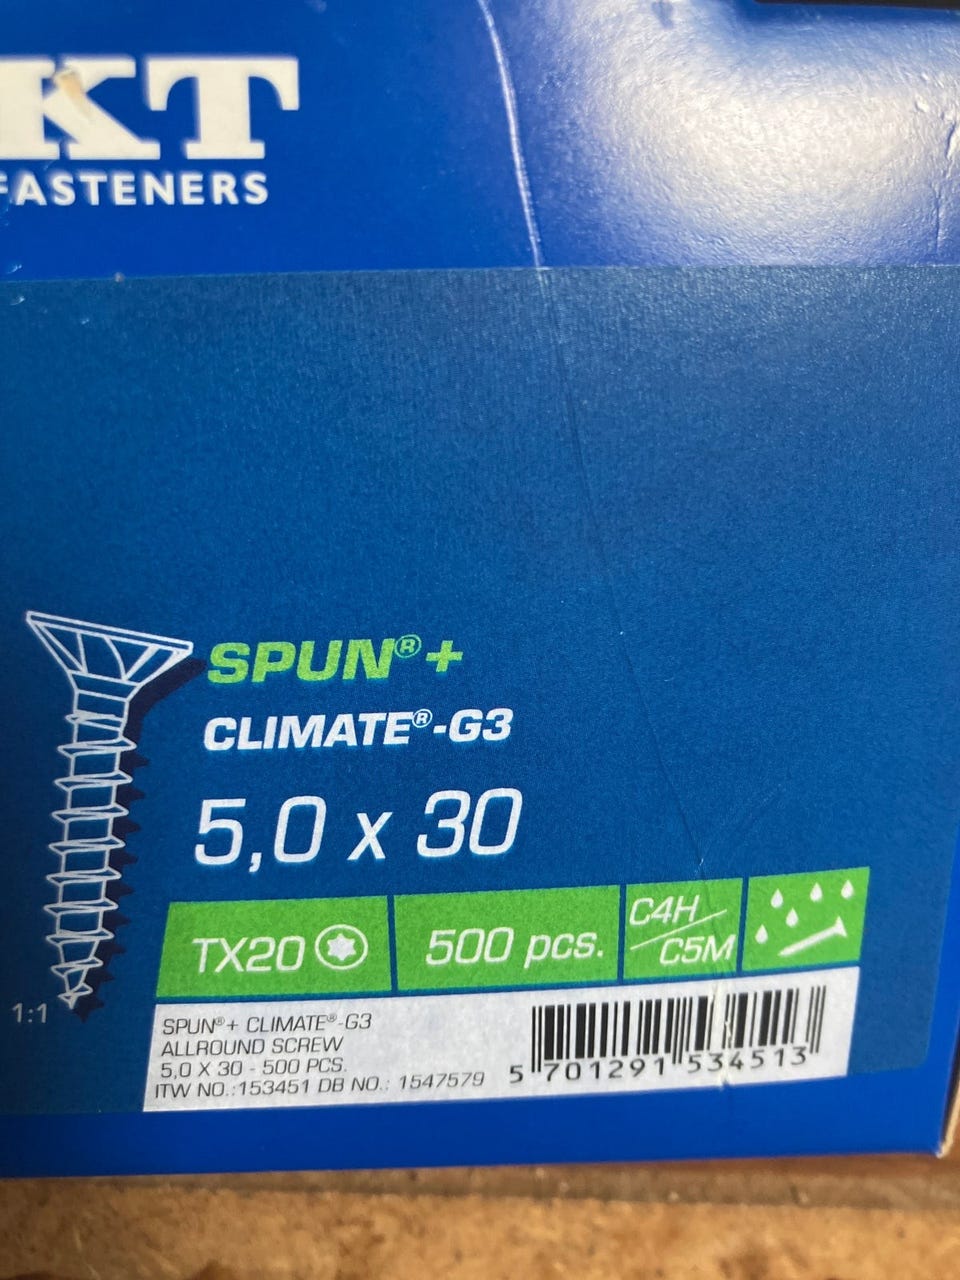 KT
FASTENERS
SPUN®+
CLIMATE®-G3
5,0 x 30
TX20
500 pcs.
C4H/C5M
1:1
SPUN®+ CLIMATE®-G3
ALLROUND SCREW
5,0 X 30 - 500 PCS.
ITW NO.:153451 DB NO.: 1547579
5 701291 534513